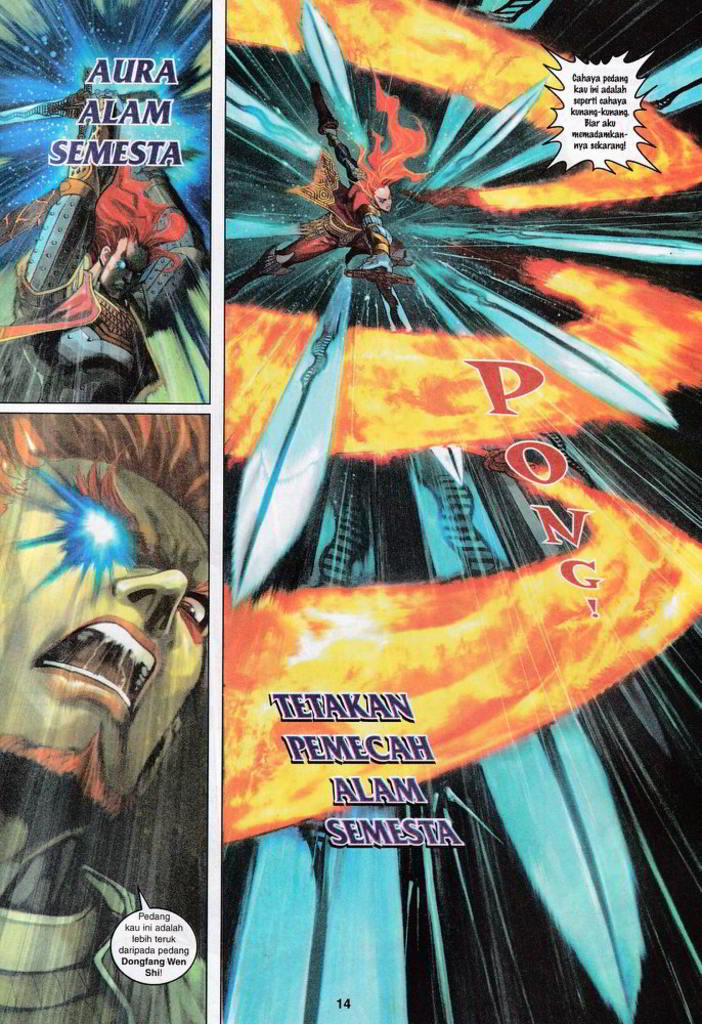 AURA
ALAM
SEMESTA
Pedang
kau ini adalah
lebih teruk
daripada pedang
Dongfang Wen
Shi!
Cahaya pedang
kau ini adalah
seperti cahaya
kunang-kunang.
Biar aku
memadamkan-
nya sekarang!
PONG!
TETAKAN
PEMECAH
ALAM
SEMESTA
14